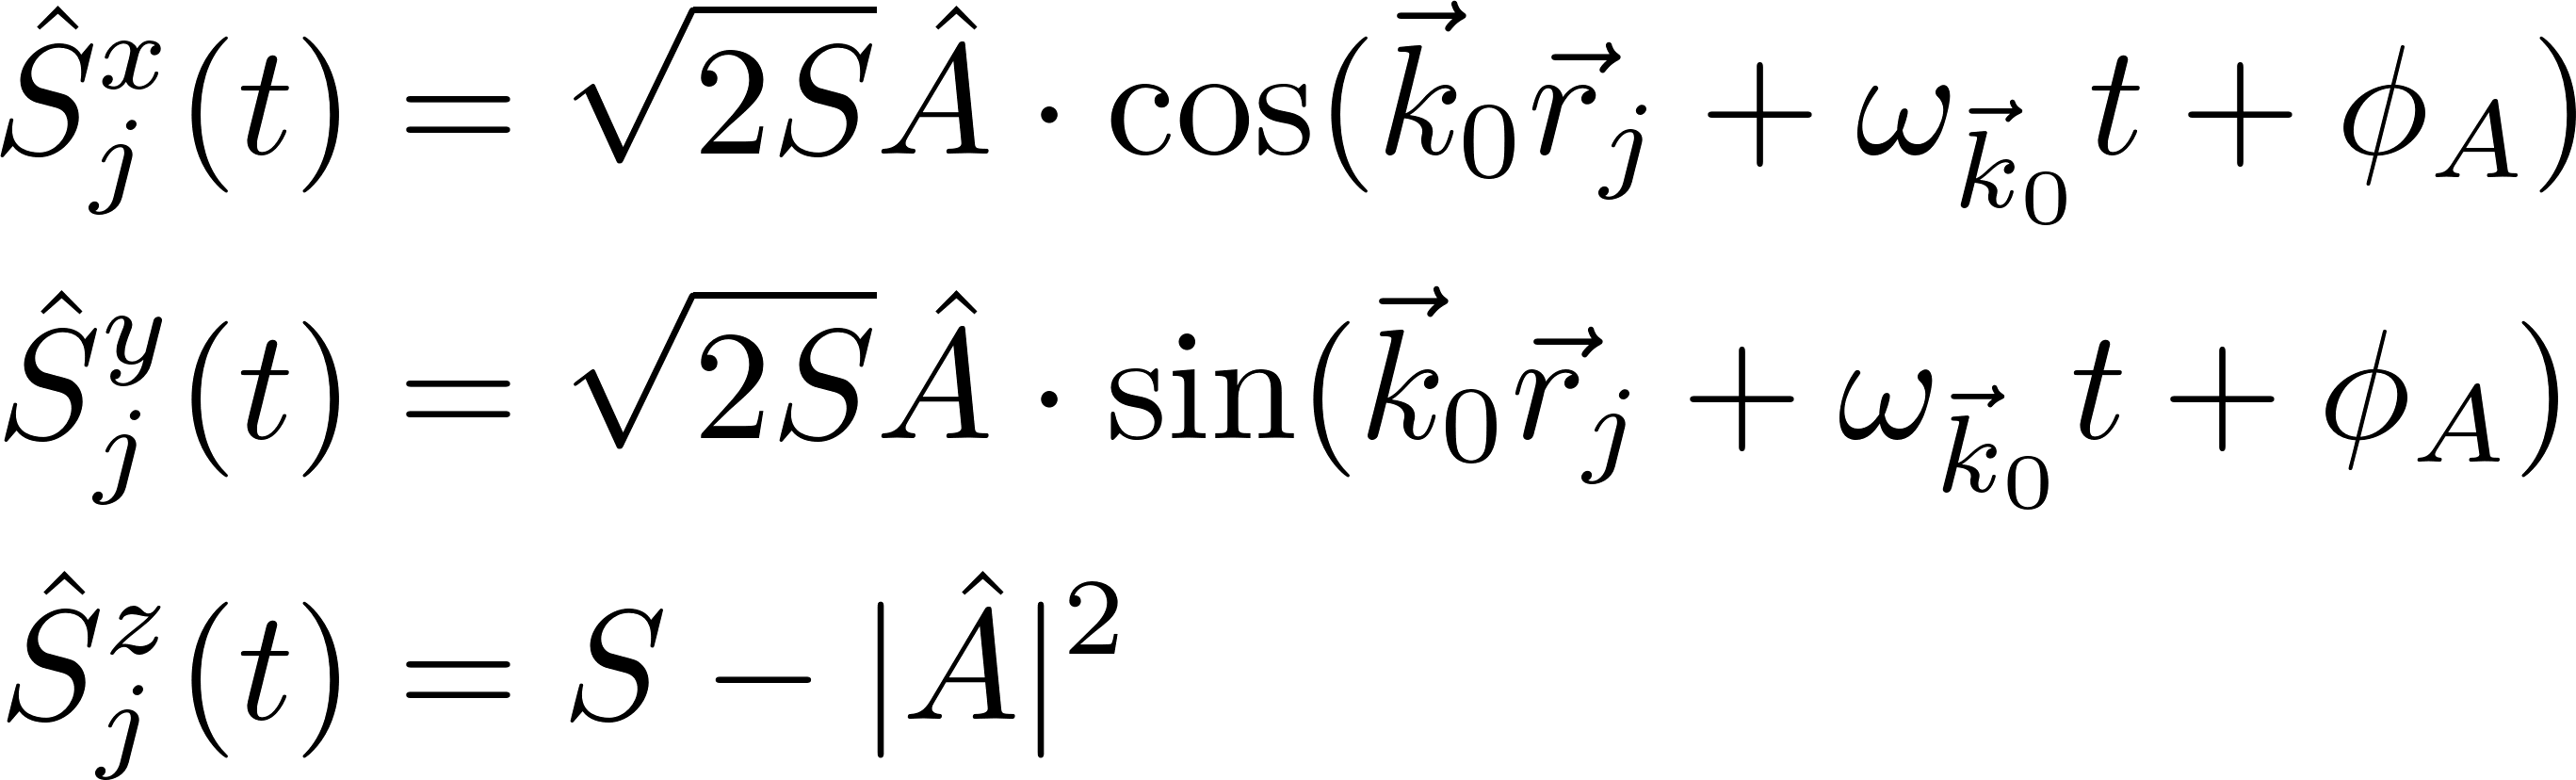 \hat{S}_j^x(t) = \sqrt{2S}\hat{A} \cdot \cos(\vec{k}_0\vec{r}_j + \omega_{\vec{k}_0}t + \phi_A)
\hat{S}_j^y(t) = \sqrt{2S}\hat{A} \cdot \sin(\vec{k}_0\vec{r}_j + \omega_{\vec{k}_0}t + \phi_A)
\hat{S}_j^z(t) = S - |\hat{A}|^2